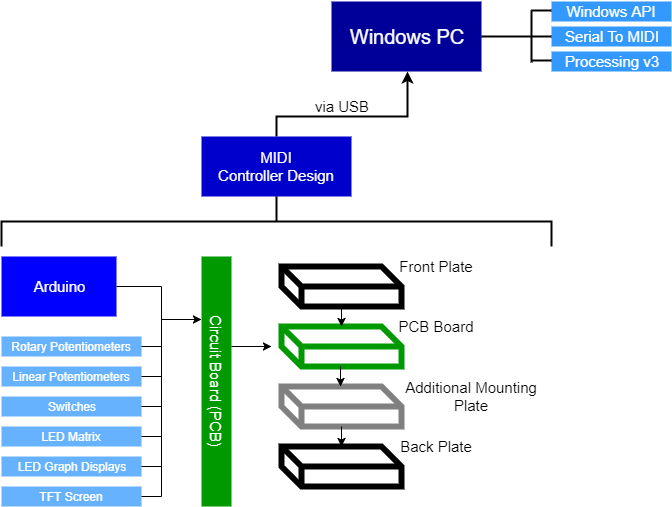 Windows PC
Windows API
Serial To MIDI
Processing v3
via USB
MIDI
Controller Design
Arduino
Rotary Potentiometers
Linear Potentiometers
Switches
LED Matrix
LED Graph Displays
TFT Screen
Circuit Board (PCB)
Front Plate
PCB Board
Additional Mounting
Plate
Back Plate